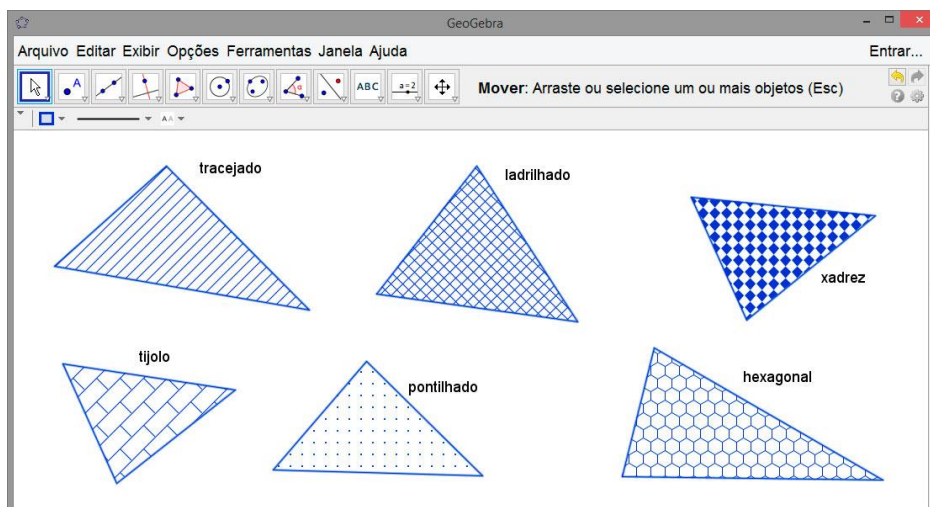 GeoGebra
Arquivo Editar Exibir Opções Ferramentas Janela Ajuda
Entrar...
A
α
ABC
a=2
Mover: Arraste ou selecione um ou mais objetos (Esc)
AA
tracejado
ladrilhado
xadrez
tijolo
pontilhado
hexagonal